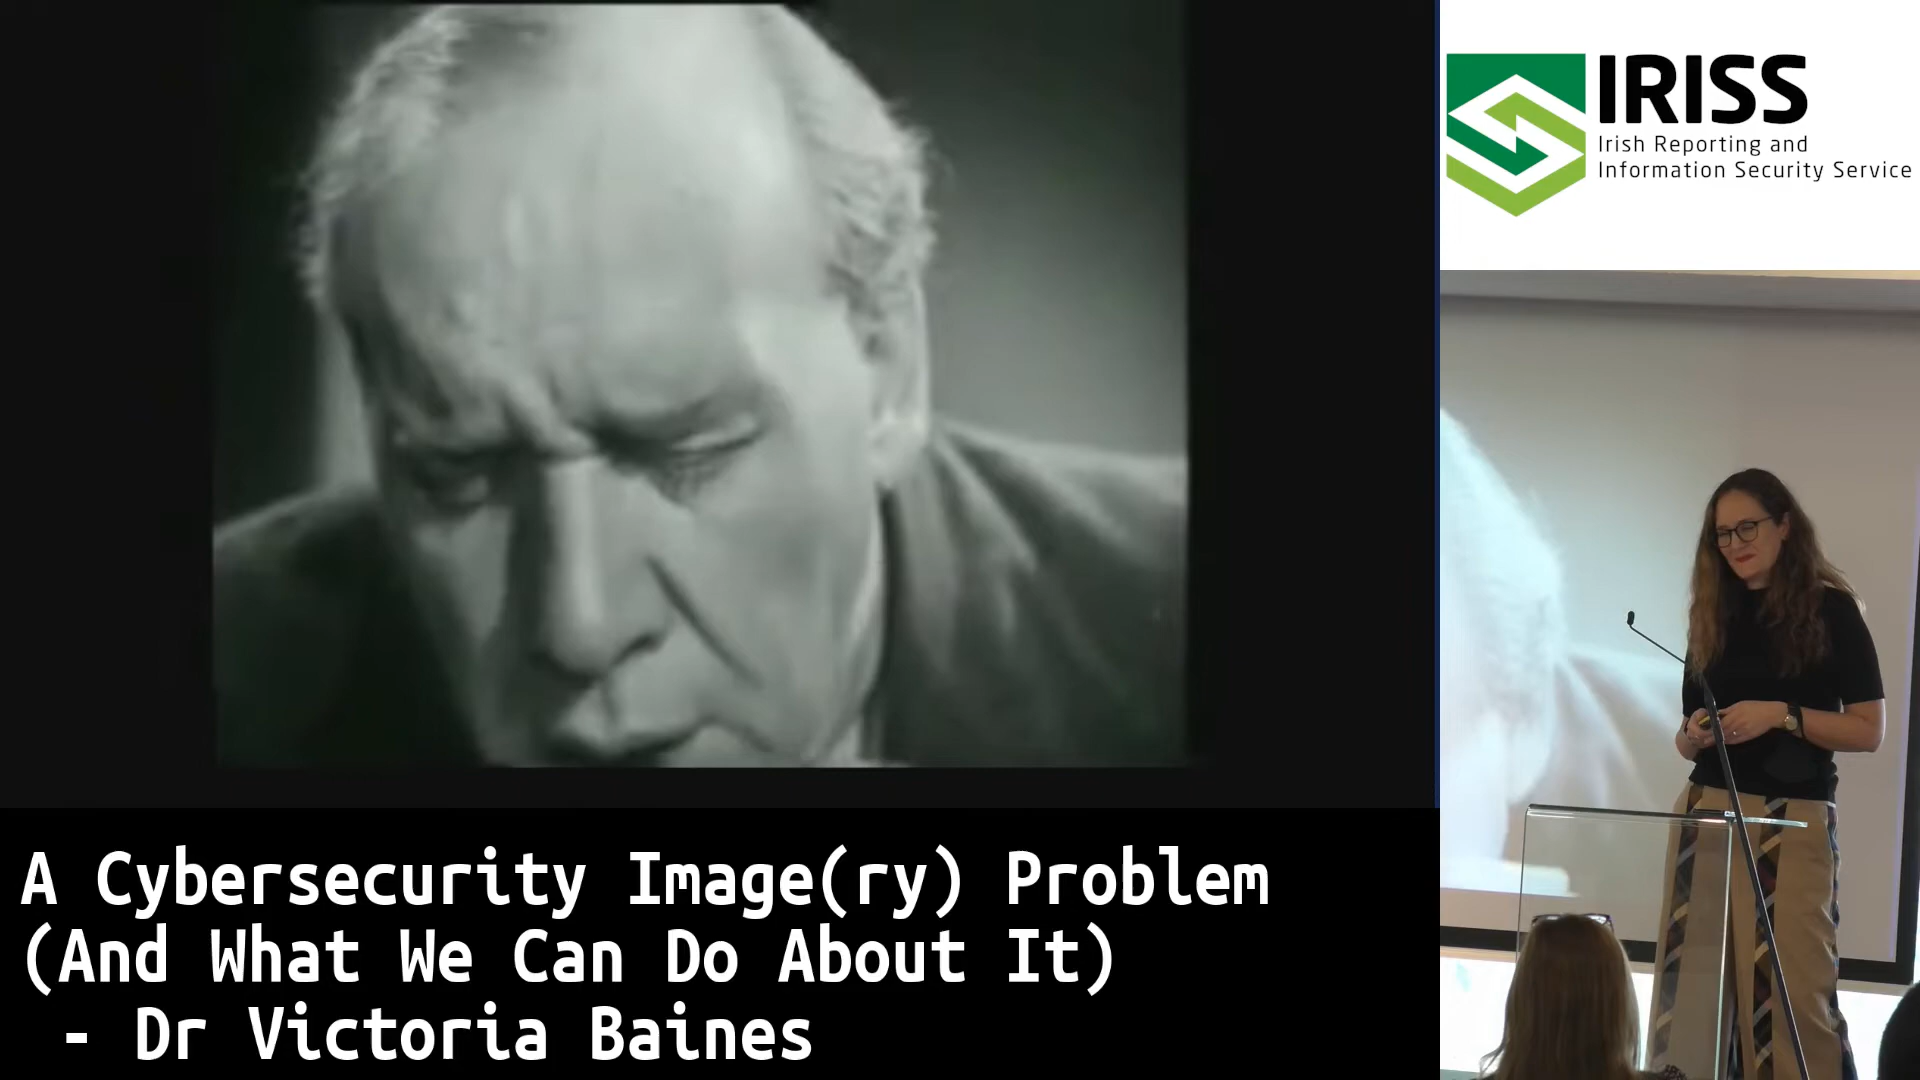 IRISS
Irish Reporting and
Information Security Service
A Cybersecurity Image(ry) Problem
(And What We Can Do About It)
- Dr Victoria Baines